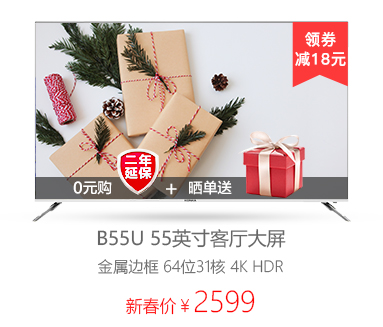 领券
减18元
二年
延保
0元购 + 晒单送
KONKA
B55U 55英寸客厅大屏
金属边框 64位31核 4K HDR
新春价 ¥ 2599